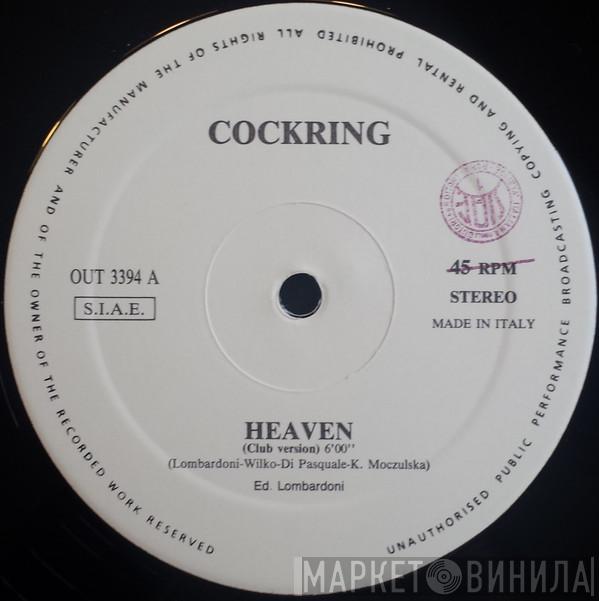 ALL RIGHTS OF THE MANUFACTURER AND OF THE OWNER OF THE RECORDED WORK RESERVED
UNAUTHORISED PUBLIC PERFORMANCE BROADCASTING COPYING AND RENTAL PROHIBITED
COCKRING
OUT 3394 A
S.I.A.E.
45 RPM
STEREO
MADE IN ITALY
HEAVEN
(Club version) 6'00''
(Lombardoni-Wilko-Di Pasquale-K. Moczulska)
Ed. Lombardoni
МАРКЕТ ВИНИЛА